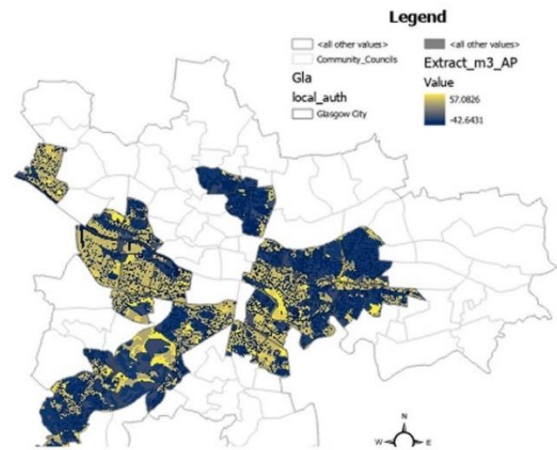 Legend
<all other values>
Community_Councils
Gla
local_auth
Glasgow City
<all other values>
Extract_m3_AP
Value
57.0826
-42.6431
N
W
E